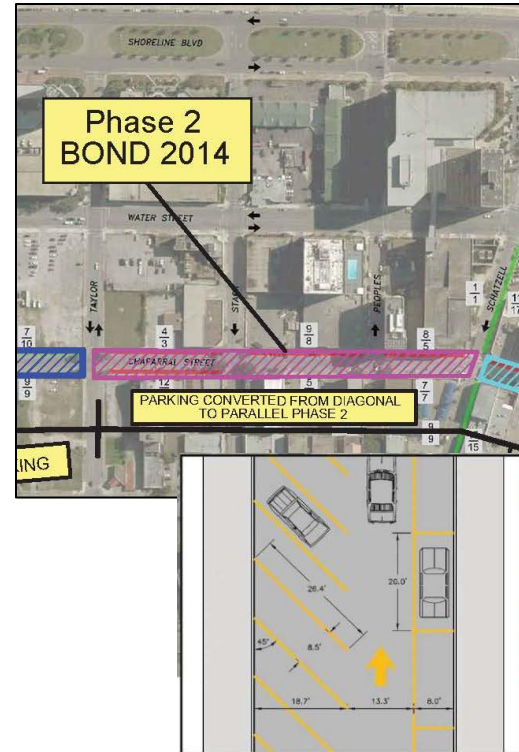 SHORELINE BLVD
Phase 2
BOND 2014
WATER STREET
TAYLOR
STARR
PEOPLES
SCHATZELL
1
1
7
10
4
3
9
8
8
5
CHAPARRAL STREET
9
9
12
5
7
7
PARKING CONVERTED FROM DIAGONAL
TO PARALLEL PHASE 2
9
9
15
ING
26.4'
20.0'
45°
8.5'
18.7'
13.3'
8.0'